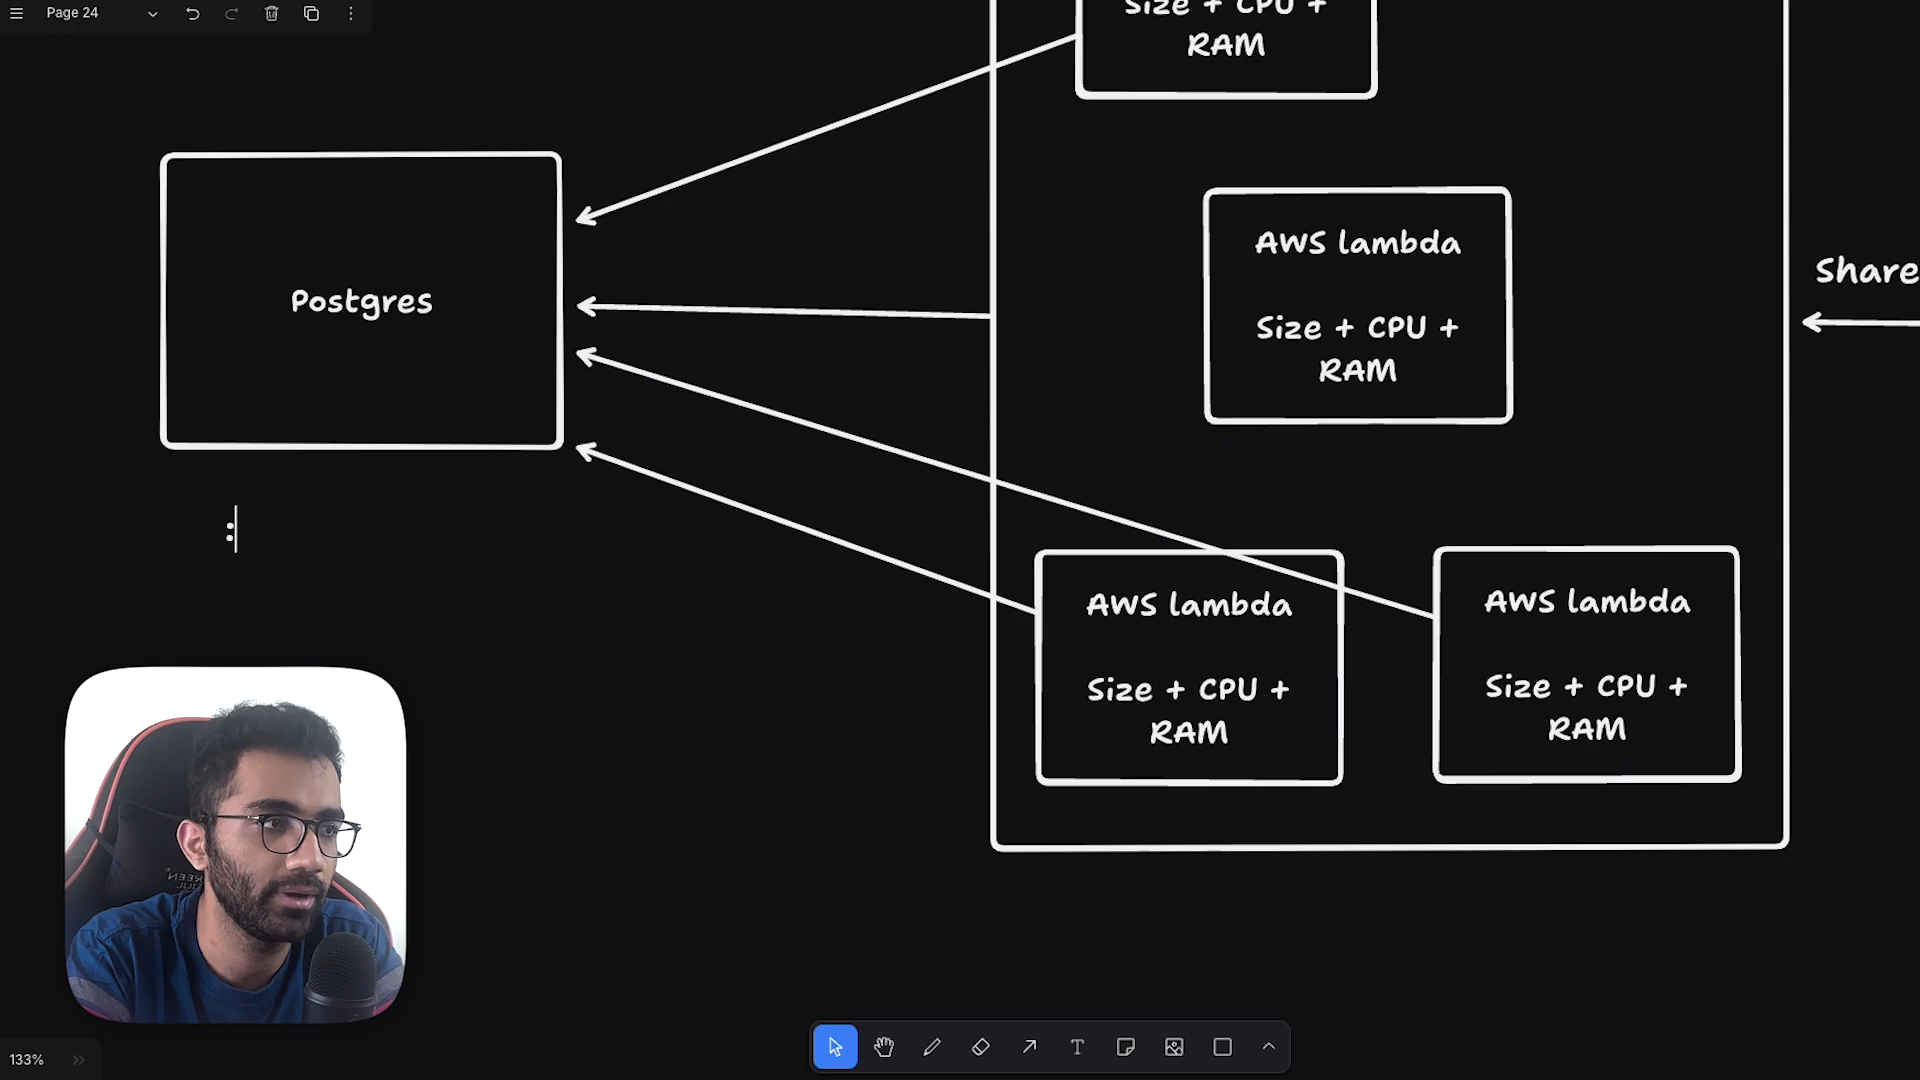 Page 24
Size + CPU +
RAM
Postgres
AWS lambda
Size + CPU +
RAM
Share
:
AWS lambda
Size + CPU +
RAM
AWS lambda
Size + CPU +
RAM
133%